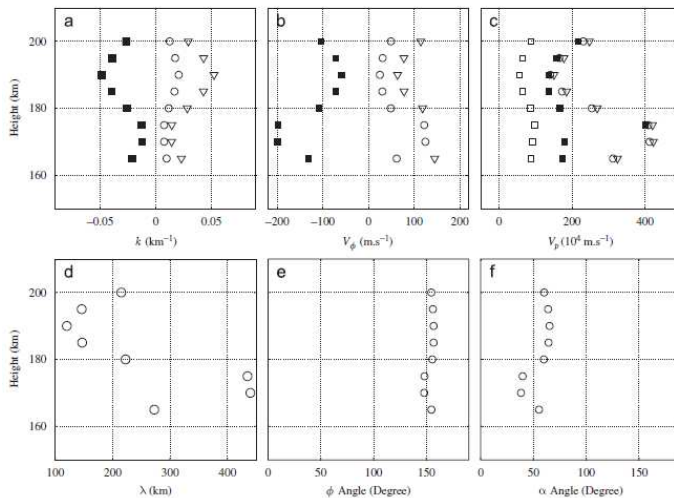 a
b
c
200
180
160
Height (km)
−0.05
0
0.05
−200
−100
0
100
200
0
200
400
k (km⁻¹)
V_ϕ (m.s⁻¹)
V_p (10⁴ m.s⁻¹)
d
e
f
200
180
160
Height (km)
100
200
300
400
0
50
100
150
0
50
100
150
λ (km)
ϕ Angle (Degree)
α Angle (Degree)